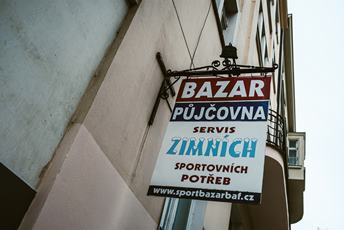 BAZAR
PŮJČOVNA
SERVIS
ZIMNÍCH
SPORTOVNÍCH
POTŘEB
www.sportbazarbaf.cz